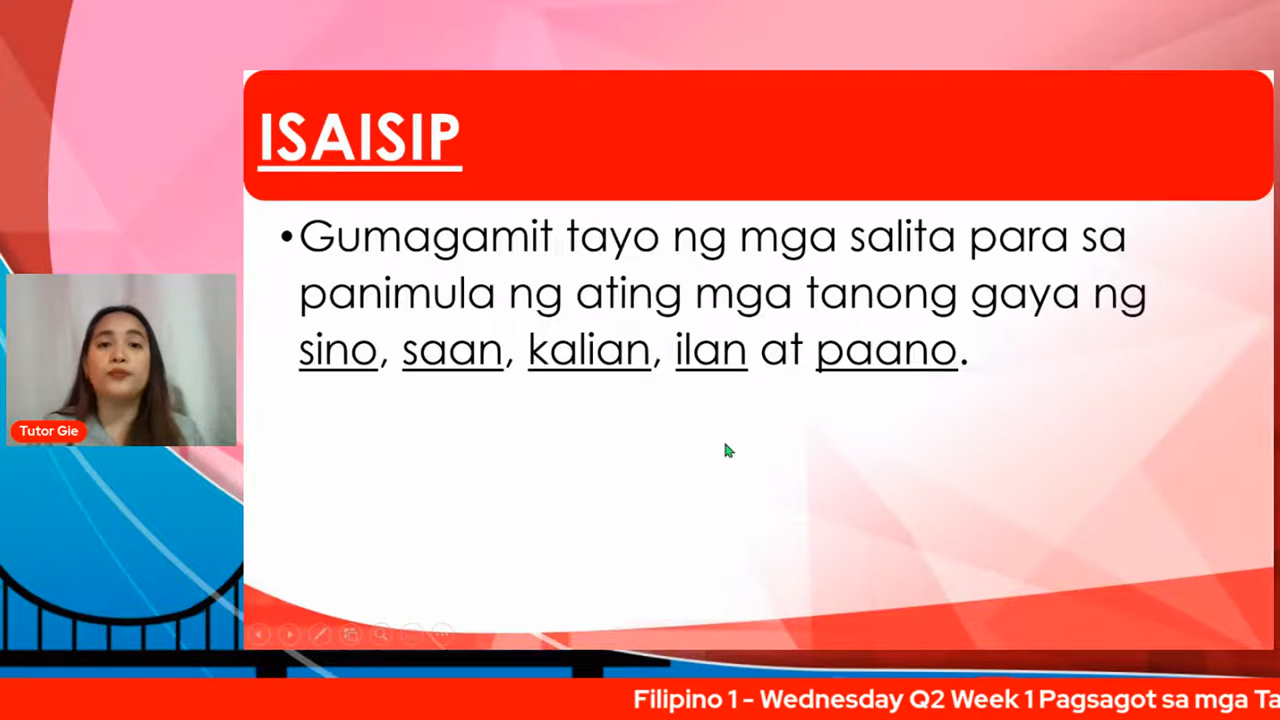 ISAISIP
•Gumagamit tayo ng mga salita para sa
panimula ng ating mga tanong gaya ng
sino, saan, kalian, ilan at paano.
Tutor Gie
Filipino 1 - Wednesday Q2 Week 1 Pagsagot sa mga Ta